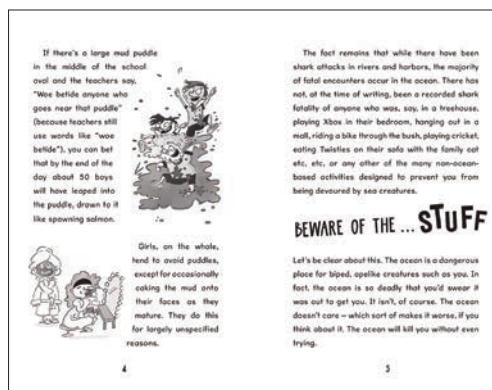 If there's a large mud puddle
in the middle of the school
oval and the teachers say,
"Woe betide anyone who
goes near that puddle"
(because teachers still
use words like "woe
betide"), you can bet
that by the end of the
day about 50 boys
will have leaped into
the puddle, drawn to it
like spawning salmon.
Girls, on the whole,
tend to avoid puddles,
except for occasionally
caking the mud onto
their faces as they
mature. They do this
for largely unspecified
reasons.
4
The fact remains that while there have been
shark attacks in rivers and harbors, the majority
of fatal encounters occur in the ocean. There has
not, at the time of writing, been a recorded shark
fatality of anyone who was, say, in a treehouse,
playing Xbox in their bedroom, hanging out in a
mall, riding a bike through the bush, playing cricket,
eating Twisties on their sofa with the family cat
etc. etc. or any other of the many non-ocean-
based activities designed to prevent you from
being devoured by sea creatures.
BEWARE OF THE ... STUFF
Let's be clear about this. The ocean is a dangerous
place for biped, apelike creatures such as you. In
fact, the ocean is so deadly that you'd swear it
was out to get you. It isn't, of course. The ocean
doesn't care – which sort of makes it worse, if you
think about it. The ocean will kill you without even
trying.
5